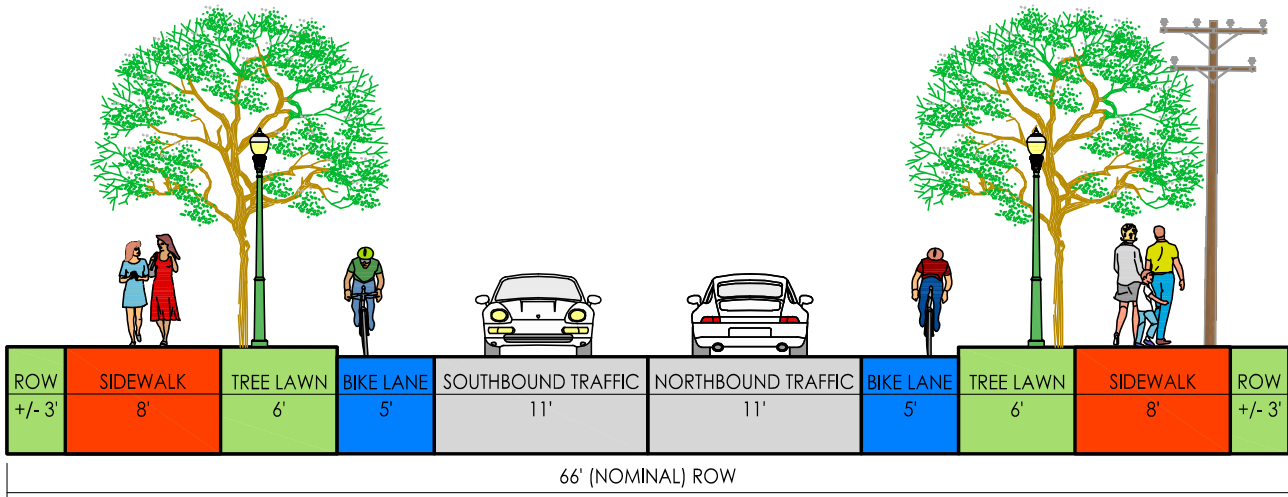 ROW
+/- 3'
SIDEWALK
8'
TREE LAWN
6'
BIKE LANE
5'
SOUTHBOUND TRAFFIC
11'
NORTHBOUND TRAFFIC
11'
BIKE LANE
5'
TREE LAWN
6'
SIDEWALK
8'
ROW
+/- 3'
66' (NOMINAL) ROW